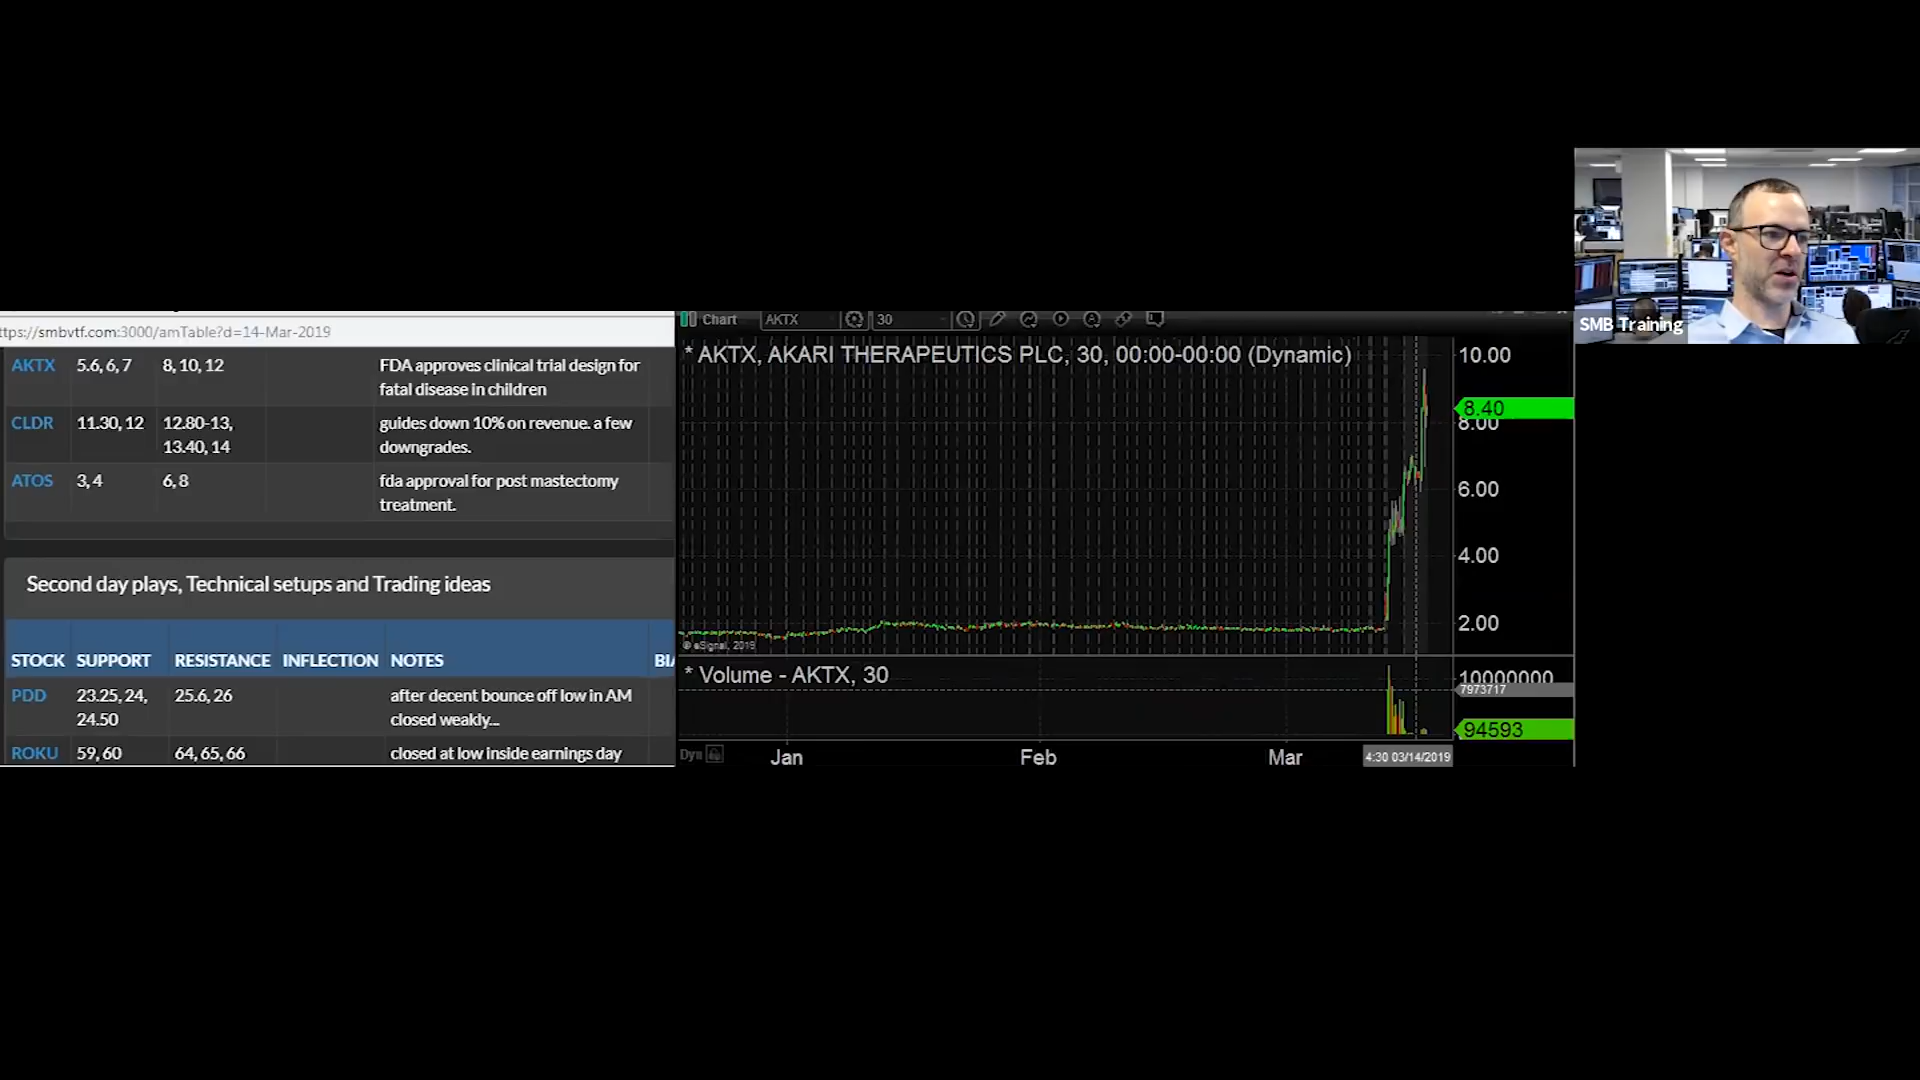 ttps://smbvtf.com:3000/amTable?d=14-Mar-2019
AKTX 5.6, 6, 7 8, 10, 12 FDA approves clinical trial design for
fatal disease in children
CLDR 11.30, 12 12.80-13, guides down 10% on revenue. a few
13.40, 14 downgrades.
ATOS 3, 4 6, 8 fda approval for post mastectomy
treatment.
Second day plays, Technical setups and Trading ideas
STOCK SUPPORT RESISTANCE INFLECTION NOTES BIA
PDD 23.25, 24, 25.6, 26 after decent bounce off low in AM
24.50 closed weakly...
ROKU 59, 60 64, 65, 66 closed at low inside earnings day
Chart AKTX 30
* AKTX, AKARI THERAPEUTICS PLC, 30, 00:00-00:00 (Dynamic)
10.00
8.40
8.00
6.00
4.00
2.00
© eSignal, 2019
* Volume - AKTX, 30
10000000
7973717
94593
Dyn Jan Feb Mar 4:30 03/14/2019
SMB Training